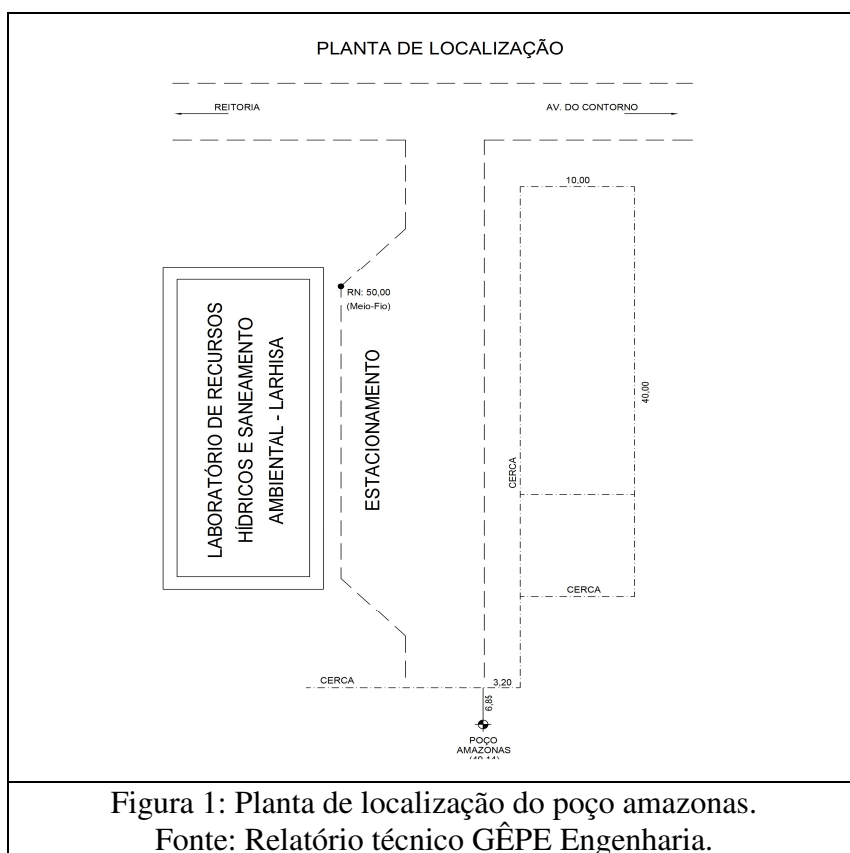 PLANTA DE LOCALIZAÇÃO
REITORIA
AV. DO CONTORNO
10,00
RN: 50,00
(Meio-Fio)
LABORATÓRIO DE RECURSOS
HÍDRICOS E SANEAMENTO
AMBIENTAL - LARHISA
ESTACIONAMENTO
40,00
CERCA
CERCA
CERCA
3,20
6,85
POÇO
AMAZONAS
Figura 1: Planta de localização do poço amazonas.
Fonte: Relatório técnico GÊPE Engenharia.